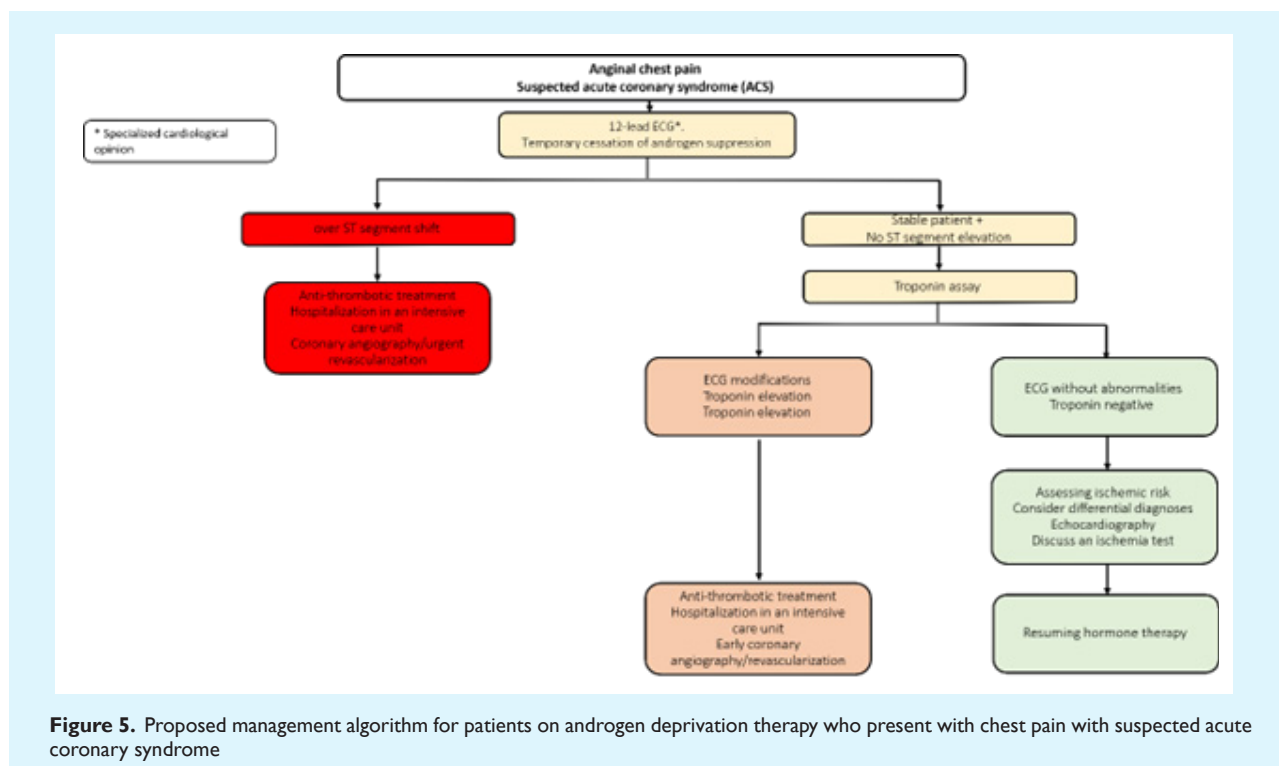 Anginal chest pain
Suspected acute coronary syndrome (ACS)
* Specialized cardiological
opinion
12-lead ECG*.
Temporary cessation of androgen suppression
over ST segment shift
Stable patient +
No ST segment elevation
Anti-thrombotic treatment
Hospitalization in an intensive
care unit
Coronary angiography/urgent
revascularization
Troponin assay
ECG modifications
Troponin elevation
Troponin elevation
ECG without abnormalities
Troponin negative
Assessing ischemic risk
Consider differential diagnoses
Echocardiography
Discuss an ischemia test
Anti-thrombotic treatment
Hospitalization in an intensive
care unit
Early coronary
angiography/revascularization
Resuming hormone therapy
Figure 5. Proposed management algorithm for patients on androgen deprivation therapy who present with chest pain with suspected acute
coronary syndrome